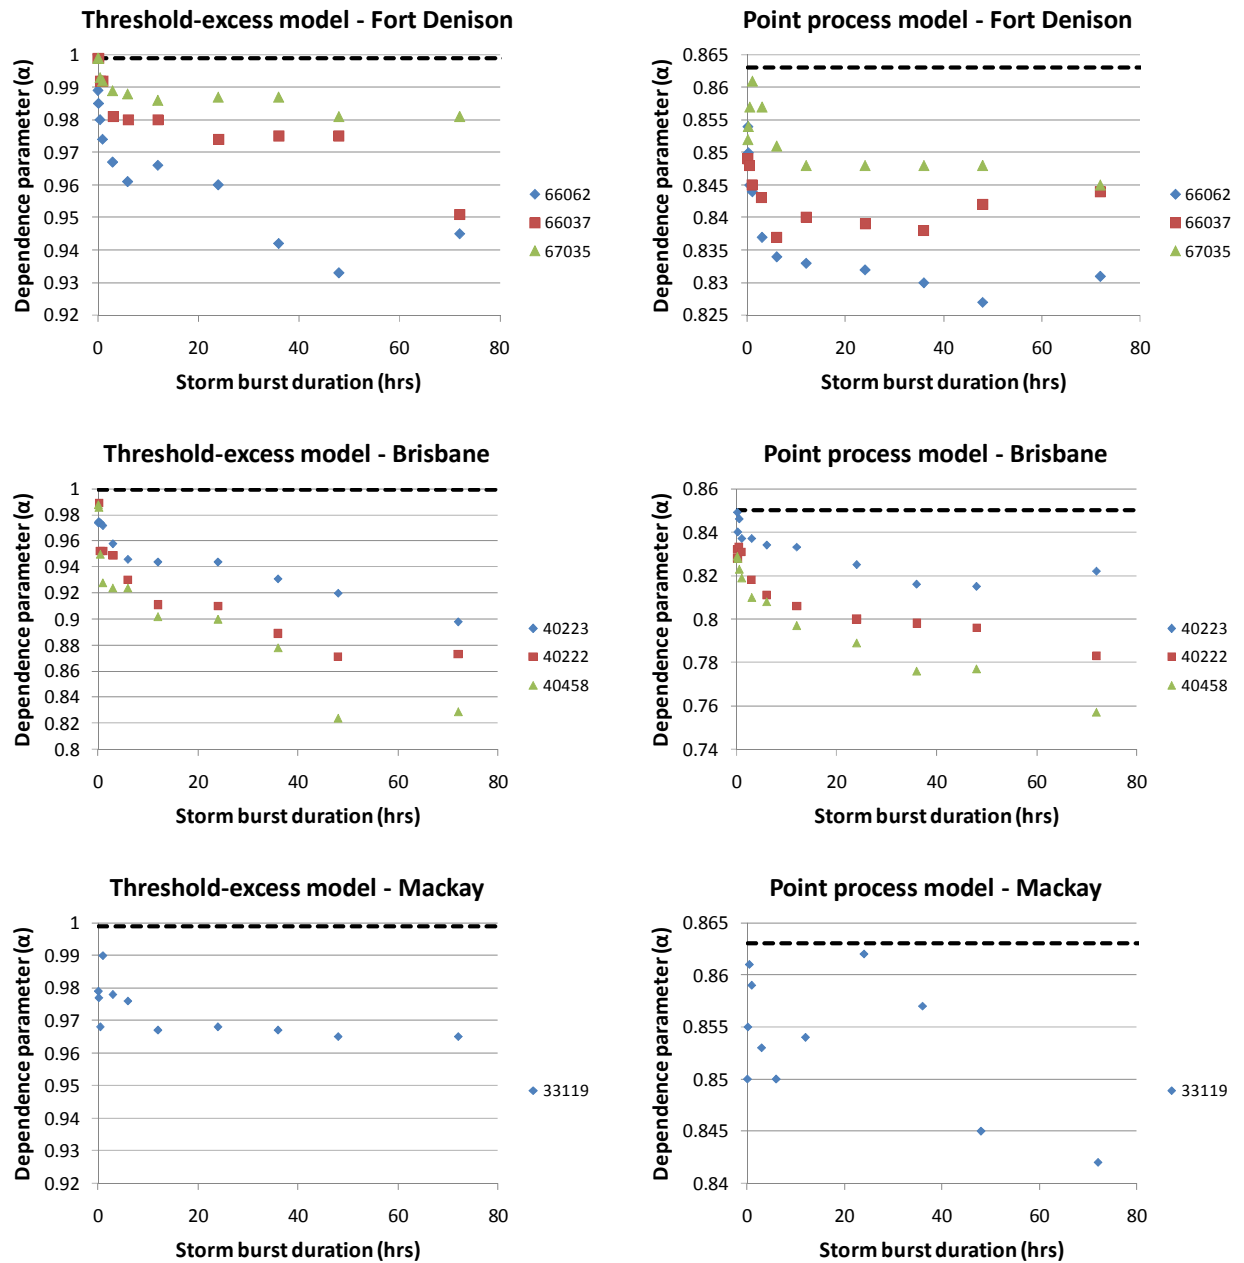 Threshold-excess model - Fort Denison
Dependence parameter (α)
1
0.99
0.98
0.97
0.96
0.95
0.94
0.93
0.92
0 20 40 60 80
Storm burst duration (hrs)
66062
66037
67035
Point process model - Fort Denison
Dependence parameter (α)
0.865
0.86
0.855
0.85
0.845
0.84
0.835
0.83
0.825
0 20 40 60 80
Storm burst duration (hrs)
66062
66037
67035
Threshold-excess model - Brisbane
Dependence parameter (α)
1
0.98
0.96
0.94
0.92
0.9
0.88
0.86
0.84
0.82
0.8
0 20 40 60 80
Storm burst duration (hrs)
40223
40222
40458
Point process model - Brisbane
Dependence parameter (α)
0.86
0.84
0.82
0.8
0.78
0.76
0.74
0 20 40 60 80
Storm burst duration (hrs)
40223
40222
40458
Threshold-excess model - Mackay
Dependence parameter (α)
1
0.99
0.98
0.97
0.96
0.95
0.94
0.93
0.92
0 20 40 60 80
Storm burst duration (hrs)
33119
Point process model - Mackay
Dependence parameter (α)
0.865
0.86
0.855
0.85
0.845
0.84
0 20 40 60 80
Storm burst duration (hrs)
33119